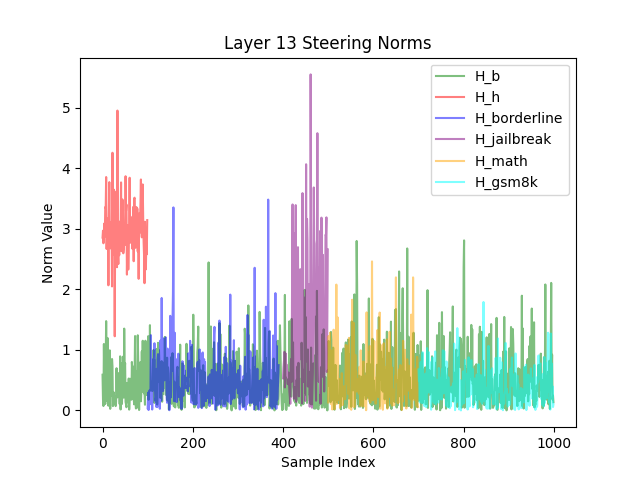 Layer 13 Steering Norms
H_b
H_h
H_borderline
H_jailbreak
H_math
H_gsm8k
Norm Value
5
4
3
2
1
0
0 200 400 600 800 1000
Sample Index